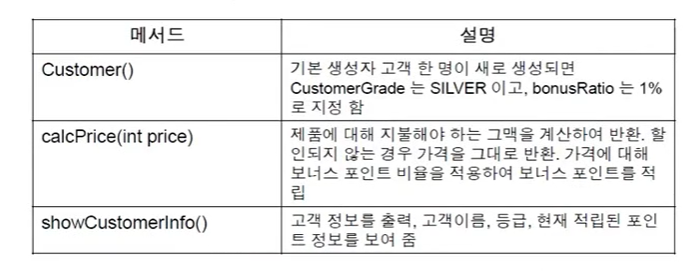 메서드 설명
Customer() 기본 생성자 고객 한 명이 새로 생성되면
CustomerGrade 는 SILVER 이고, bonusRatio 는 1%
로 지정 함
calcPrice(int price) 제품에 대해 지불해야 하는 그맥을 계산하여 반환. 할
인되지 않는 경우 가격을 그대로 반환. 가격에 대해
보너스 포인트 비율을 적용하여 보너스 포인트를 적
립
showCustomerInfo() 고객 정보를 출력, 고객이름, 등급, 현재 적립된 포인
트 정보를 보여 줌